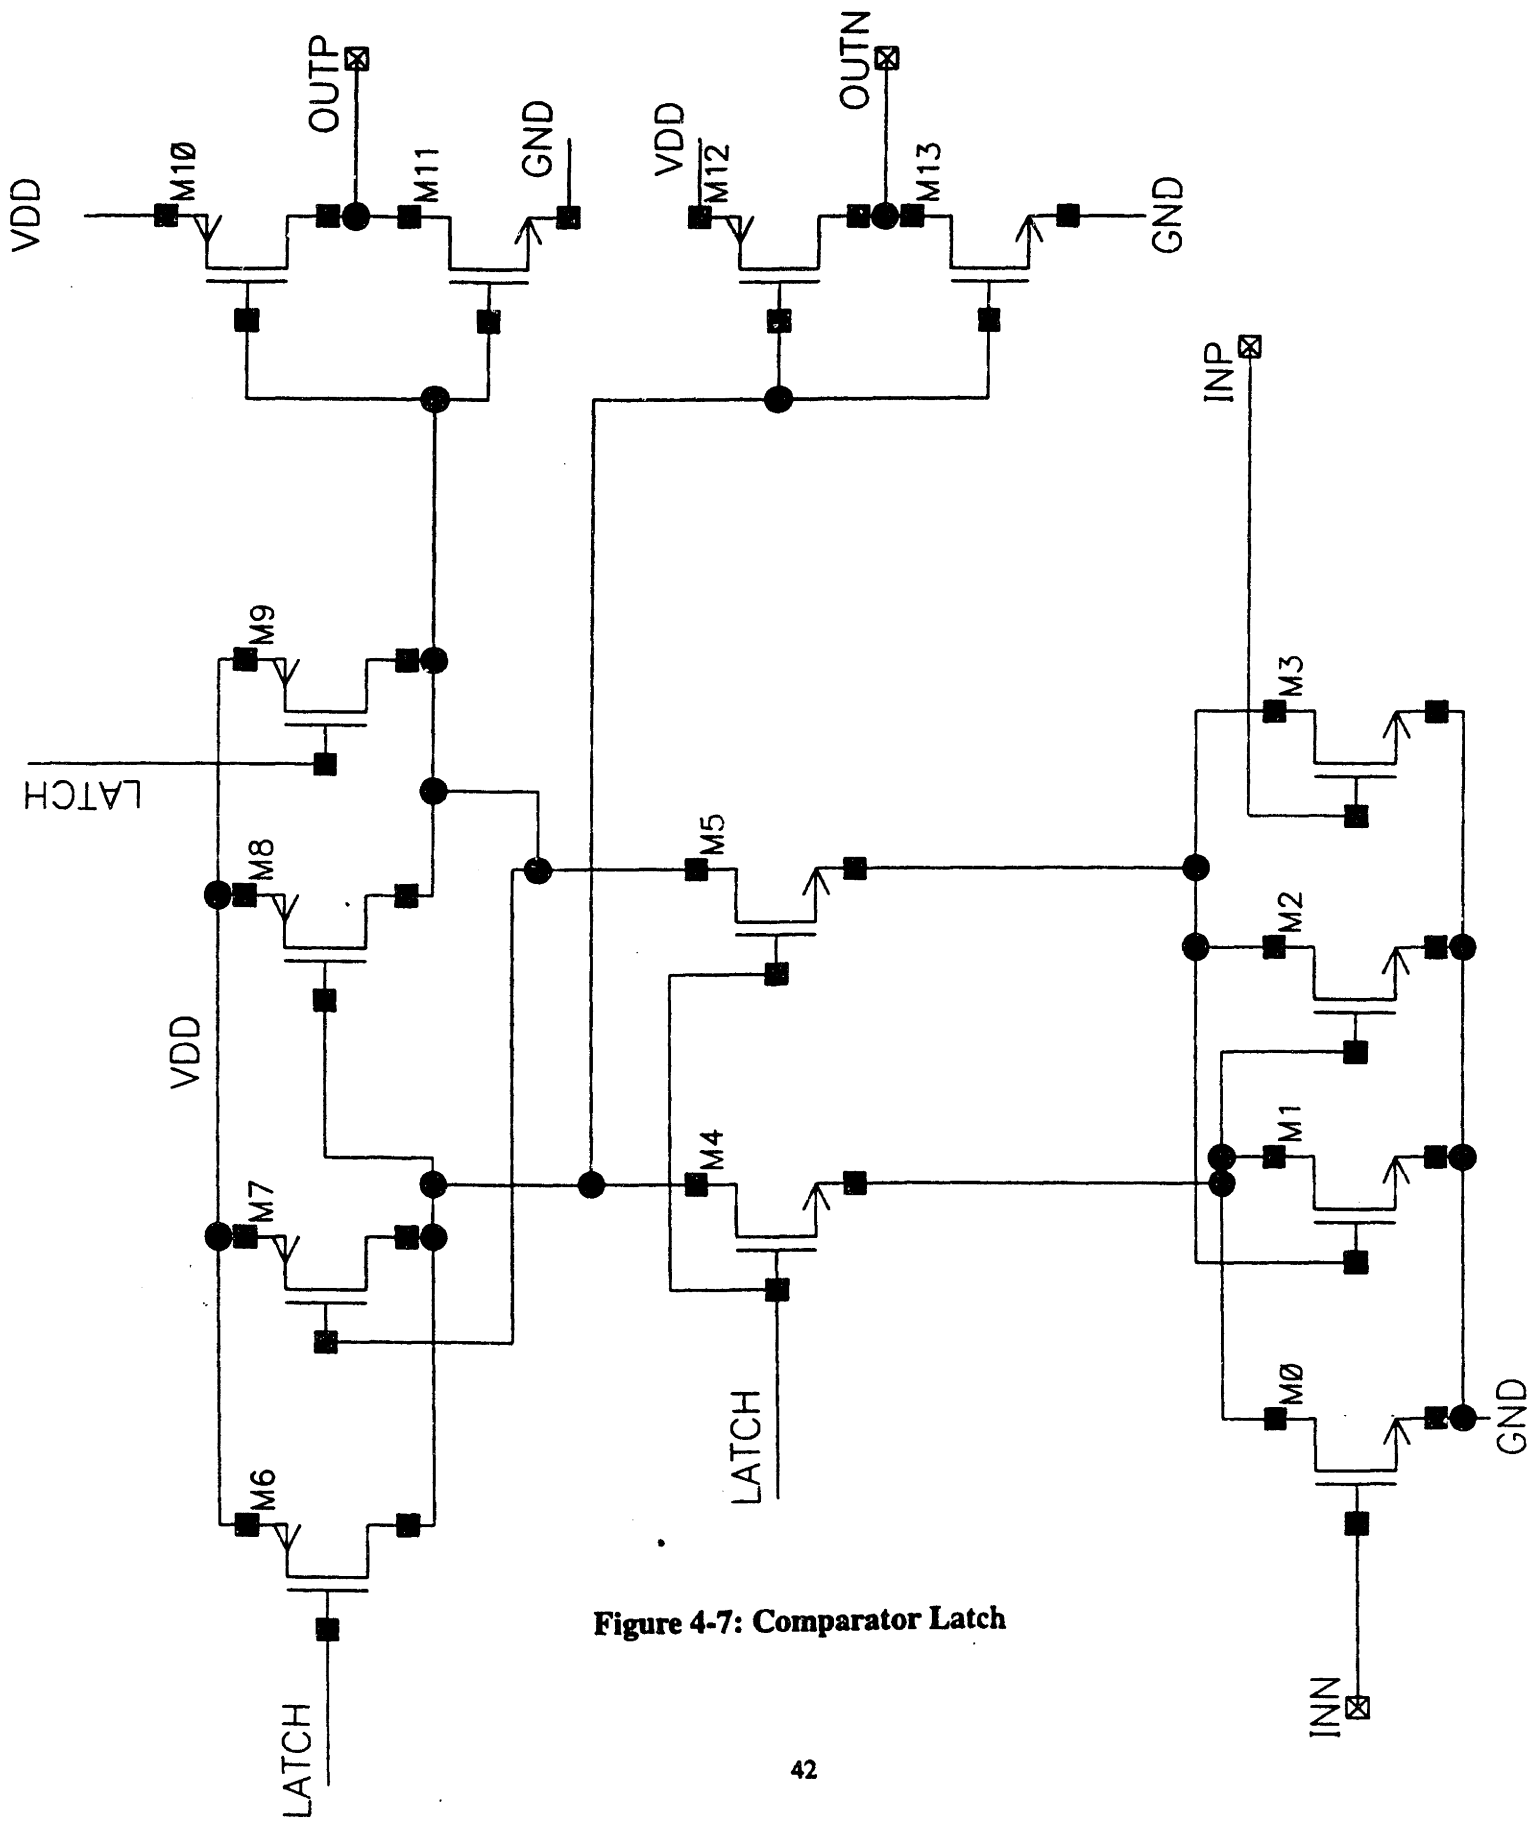 VDD
M10
OUTP
M11
GND
VDD
M12
OUTN
M13
GND
INP
LATCH
M9
M8
VDD
M7
M6
LATCH
M5
M4
LATCH
M3
M2
M1
MØ
GND
INN
Figure 4-7: Comparator Latch
42